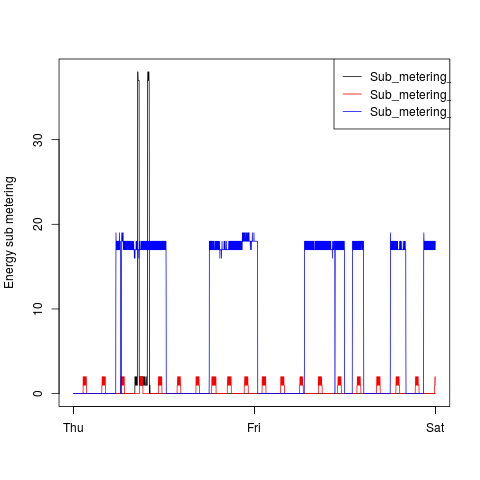 Sub_metering_
Sub_metering_
Sub_metering_
Energy sub metering
30
20
10
0
Thu Fri Sat